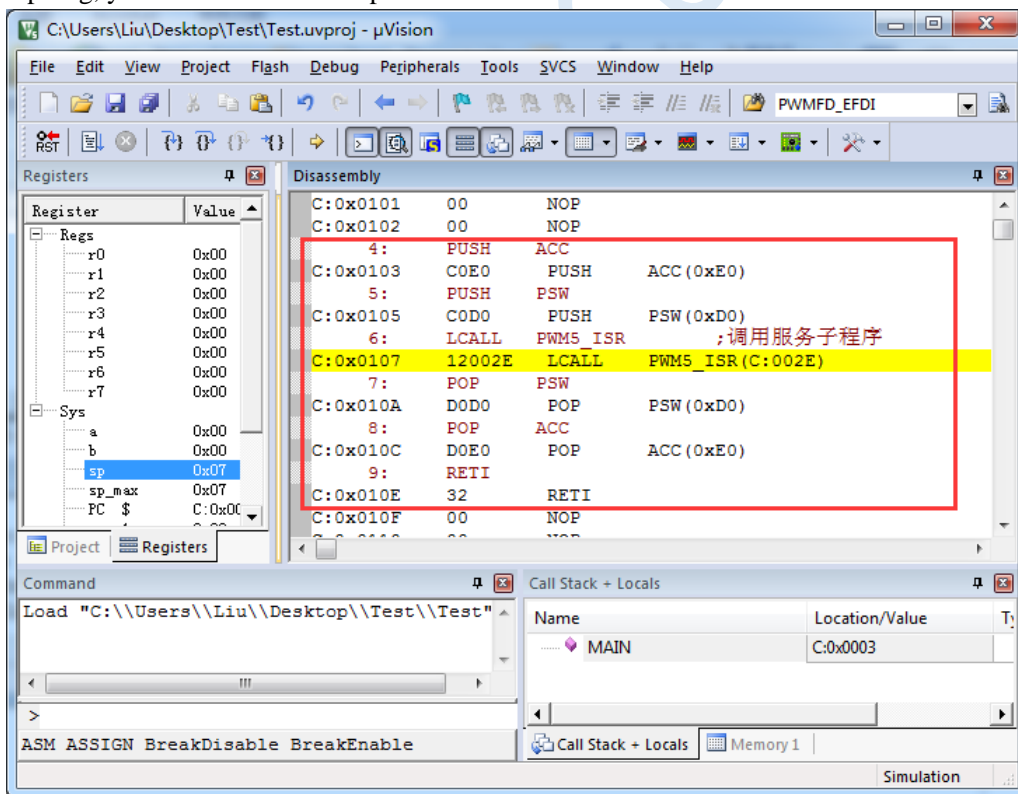 C:\Users\Liu\Desktop\Test\Test.uvproj - µVision
File Edit View Project Flash Debug Peripherals Tools SVCS Window Help
PWMFD_EFDI
RST
Registers
Register Value
Regs
r0 0x00
r1 0x00
r2 0x00
r3 0x00
r4 0x00
r5 0x00
r6 0x00
r7 0x00
Sys
a 0x00
b 0x00
sp 0x07
sp_max 0x07
PC $ C:0x00
Project Registers
Disassembly
C:0x0101 00 NOP
C:0x0102 00 NOP
4: PUSH ACC
C:0x0103 C0E0 PUSH ACC(0xE0)
5: PUSH PSW
C:0x0105 C0D0 PUSH PSW(0xD0)
6: LCALL PWM5_ISR ;调用服务子程序
C:0x0107 12002E LCALL PWM5_ISR(C:002E)
7: POP PSW
C:0x010A D0D0 POP PSW(0xD0)
8: POP ACC
C:0x010C D0E0 POP ACC(0xE0)
9: RETI
C:0x010E 32 RETI
C:0x010F 00 NOP
Command
Load "C:\\Users\\Liu\\Desktop\\Test\\Test"
>
ASM ASSIGN BreakDisable BreakEnable
Call Stack + Locals
Name Location/Value Ty
MAIN C:0x0003
Call Stack + Locals Memory 1
Simulation